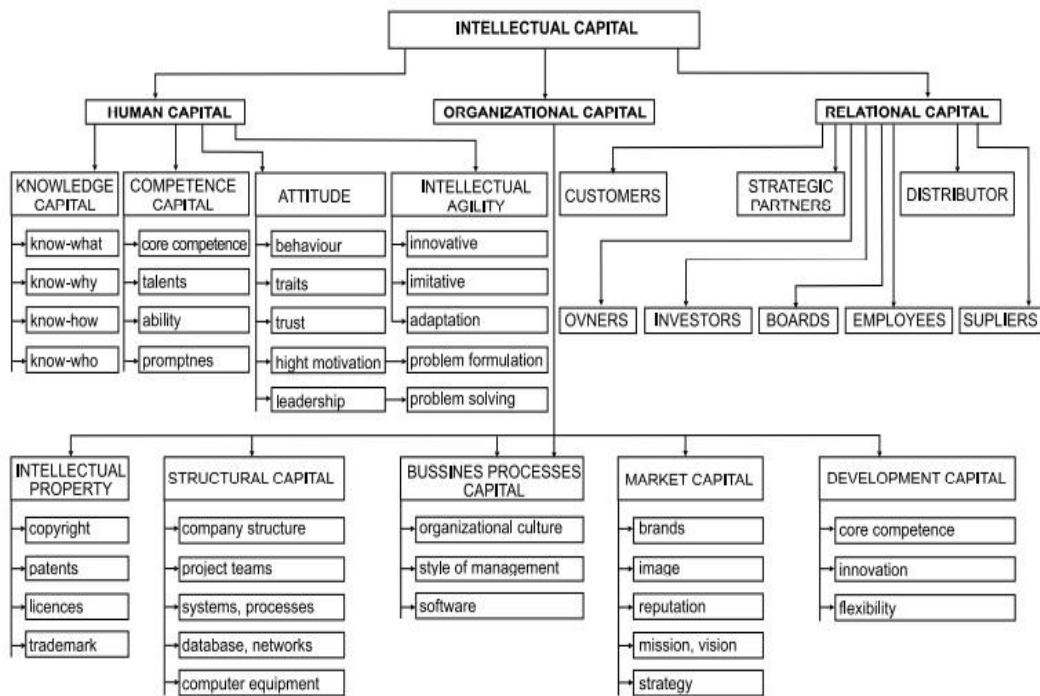 INTELLECTUAL CAPITAL
HUMAN CAPITAL
ORGANIZATIONAL CAPITAL
RELATIONAL CAPITAL
KNOWLEDGE
CAPITAL
COMPETENCE
CAPITAL
ATTITUDE
INTELLECTUAL
AGILITY
CUSTOMERS
STRATEGIC
PARTNERS
DISTRIBUTOR
know-what
know-why
know-how
know-who
core competence
talents
ability
promptnes
behaviour
traits
trust
hight motivation
leadership
innovative
imitative
adaptation
problem formulation
problem solving
OVNERS
INVESTORS
BOARDS
EMPLOYEES
SUPLIERS
INTELLECTUAL
PROPERTY
copyright
patents
licences
trademark
STRUCTURAL CAPITAL
company structure
project teams
systems, processes
database, networks
computer equipment
BUSSINES PROCESSES
CAPITAL
organizational culture
style of management
software
MARKET CAPITAL
brands
image
reputation
mission, vision
strategy
DEVELOPMENT CAPITAL
core competence
innovation
flexibility